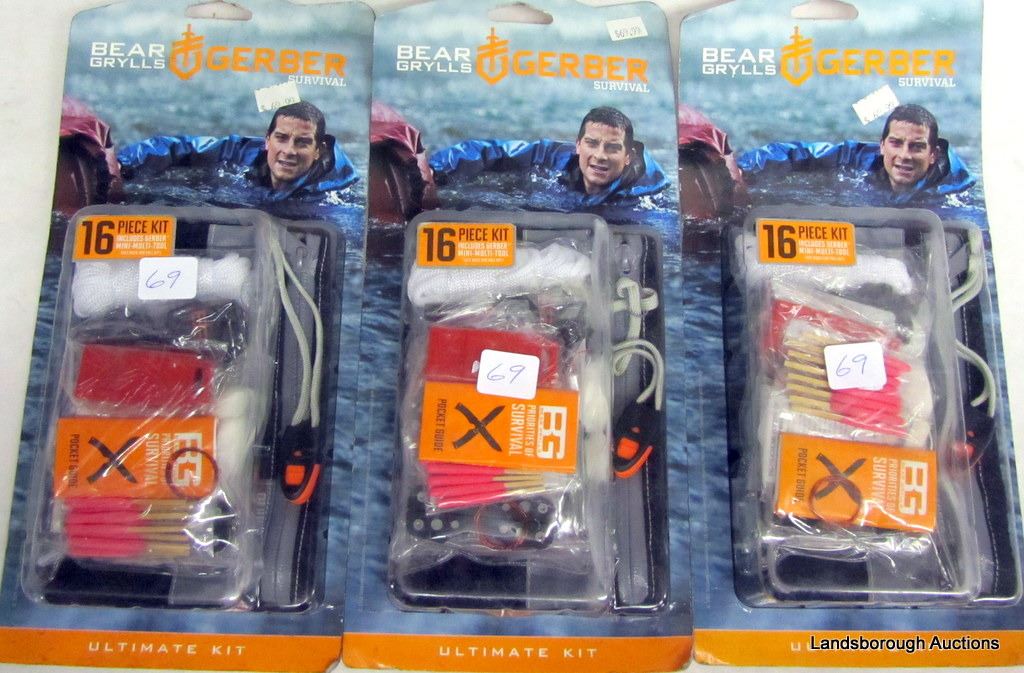 BEAR GRYLLS GERBER
SURVIVAL
16 PIECE KIT
INCLUDES GERBER
MINI-MULTI-TOOL
69
POCKET GUIDE
X
PRIORITIES OF
SURVIVAL
BG
ULTIMATE KIT
BEAR GRYLLS GERBER
SURVIVAL
16 PIECE KIT
INCLUDES GERBER
MINI-MULTI-TOOL
69
POCKET GUIDE
X
PRIORITIES OF
SURVIVAL
BG
ULTIMATE KIT
BEAR GRYLLS GERBER
SURVIVAL
16 PIECE KIT
INCLUDES GERBER
MINI-MULTI-TOOL
69
POCKET GUIDE
X
PRIORITIES OF
SURVIVAL
BG
Landsborough Auctions